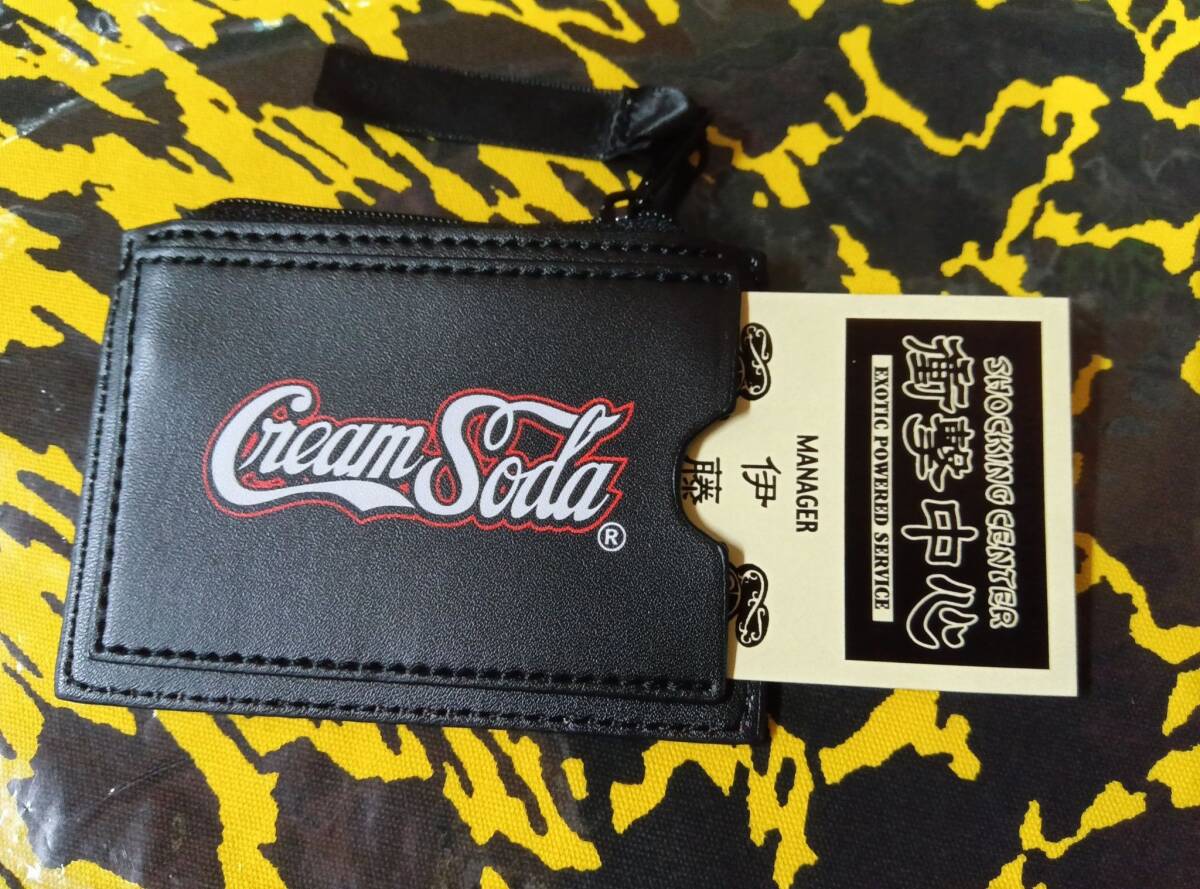 Cream Soda
®
SHOCKING CENTER
衝撃中心
EXOTIC POWERED SERVICE
MANAGER
伊藤